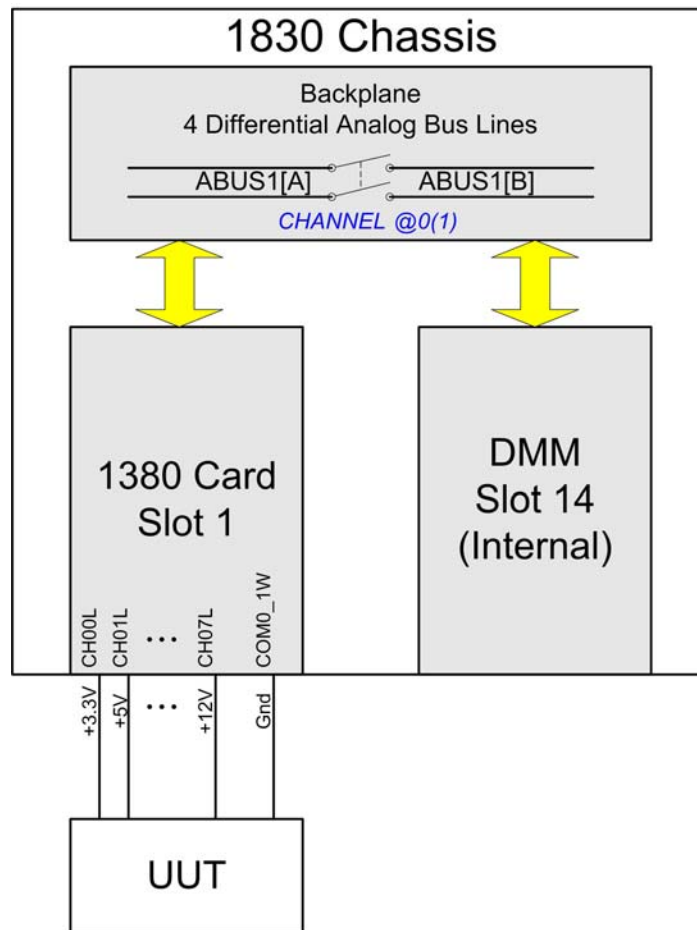 1830 Chassis
Backplane
4 Differential Analog Bus Lines
ABUS1[A] ABUS1[B]
CHANNEL @0(1)
1380 Card
Slot 1
DMM
Slot 14
(Internal)
CH00L CH01L ••• CH07L COM0_1W
+3.3V +5V ••• +12V Gnd
UUT